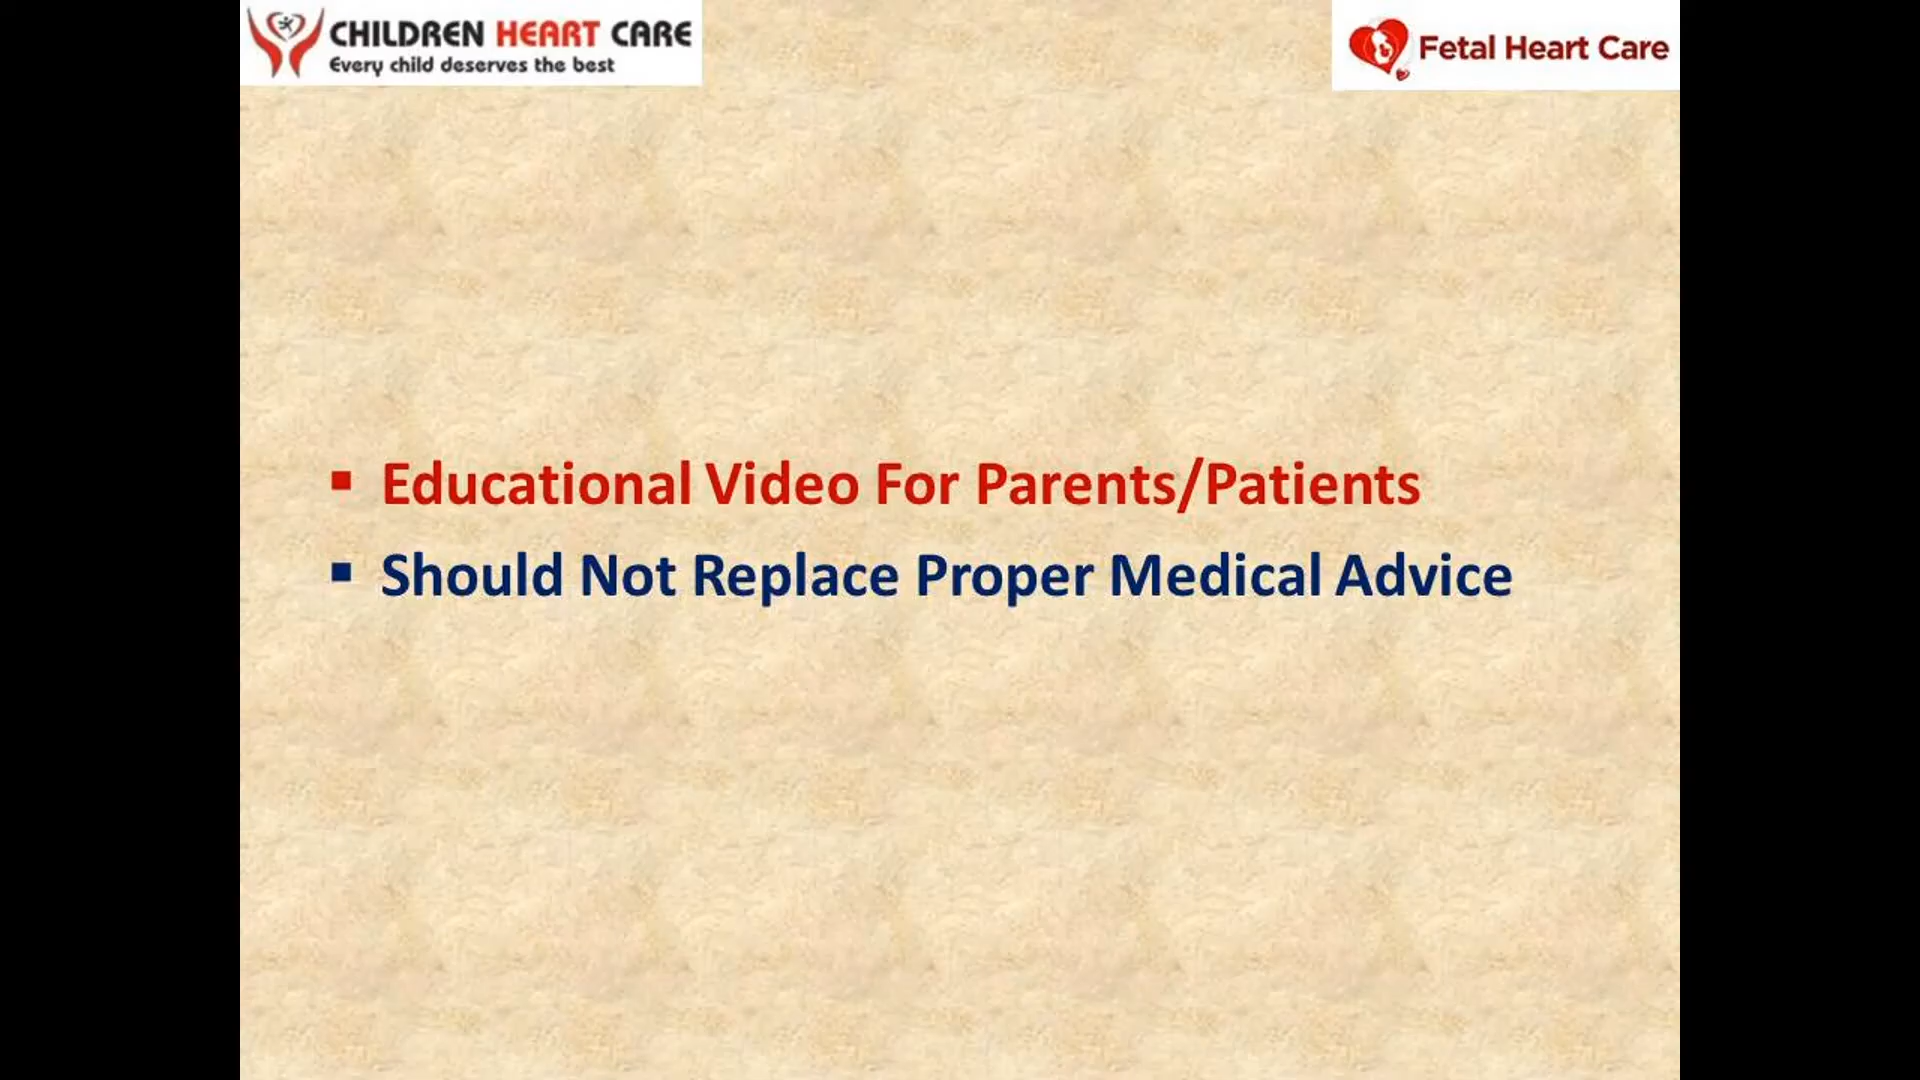 CHILDREN HEART CARE
Every child deserves the best
Fetal Heart Care
▪ Educational Video For Parents/Patients
▪ Should Not Replace Proper Medical Advice